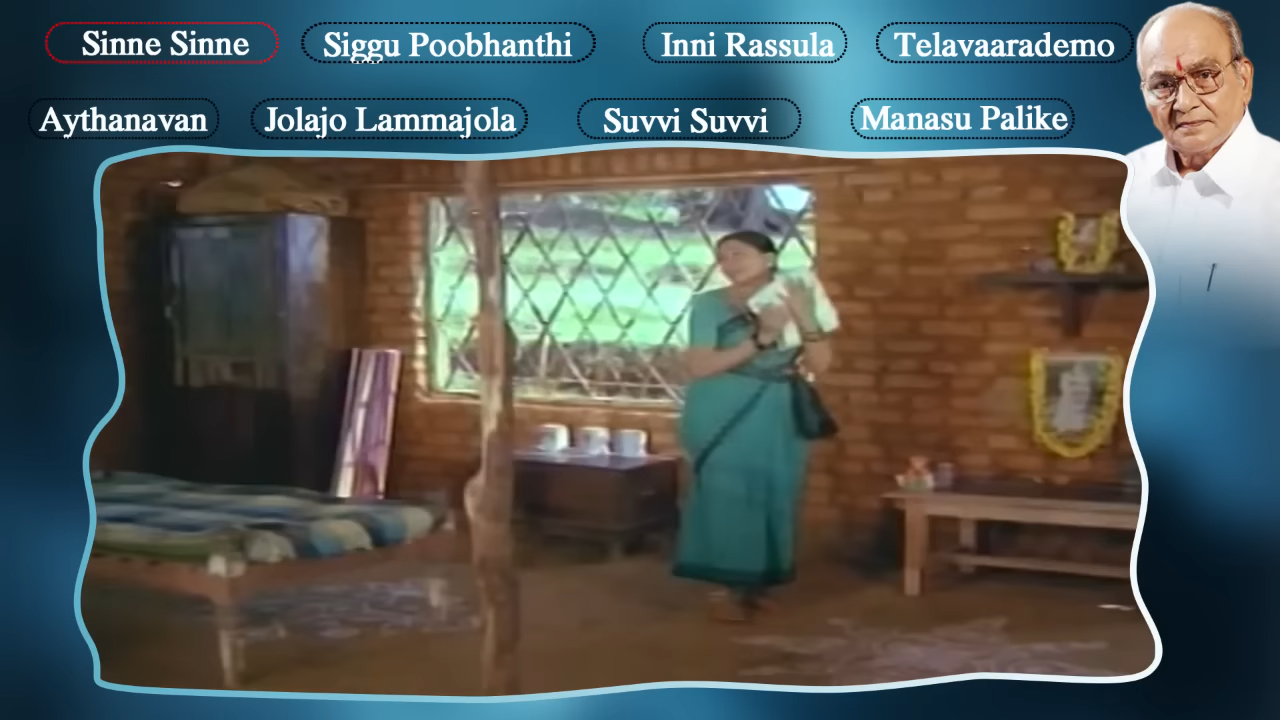 Sinne Sinne Siggu Poobhanthi Inni Rassula Telavaarademo
Aythanavan Jolajo Lammajola Suvvi Suvvi Manasu Palike